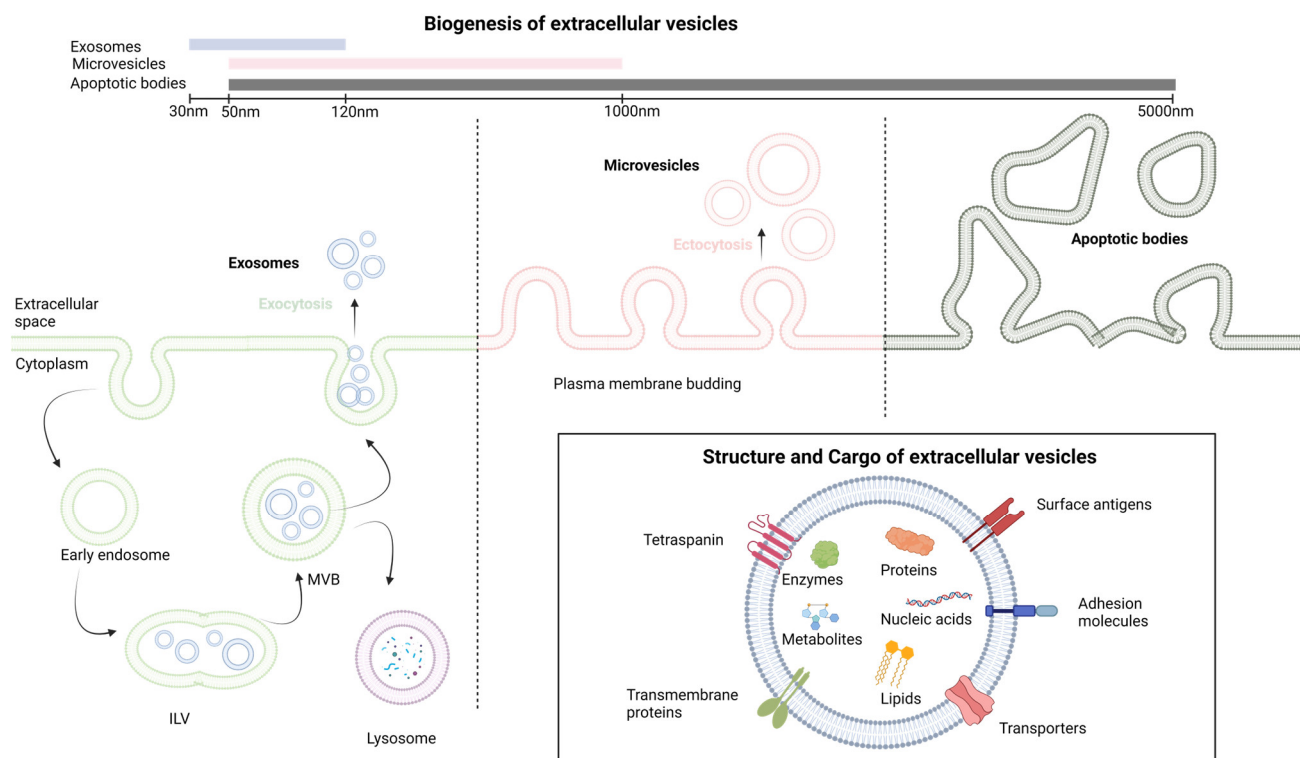 Biogenesis of extracellular vesicles
Exosomes
Microvesicles
Apoptotic bodies
30nm 50nm 120nm 1000nm 5000nm
Microvesicles
Ectocytosis
Apoptotic bodies
Exosomes
Exocytosis
Extracellular
space
Cytoplasm
Plasma membrane budding
Early endosome
MVB
ILV
Lysosome
Structure and Cargo of extracellular vesicles
Surface antigens
Tetraspanin
Enzymes
Proteins
Nucleic acids
Adhesion
molecules
Metabolites
Lipids
Transmembrane
proteins
Transporters